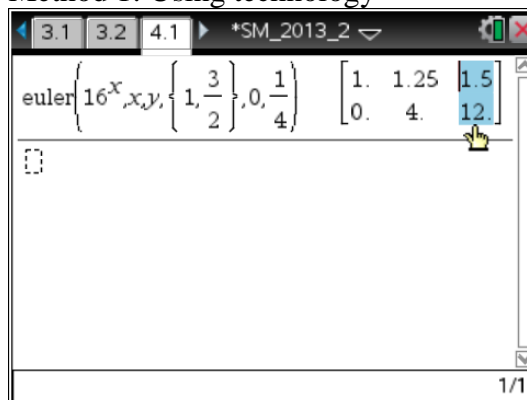 Method 1: Using technology
3.1 3.2 4.1 *SM_2013_2
euler(16^x,x,y,{1,3/2},0,1/4) [1. 1.25 1.5
0. 4. 12.]
1/1